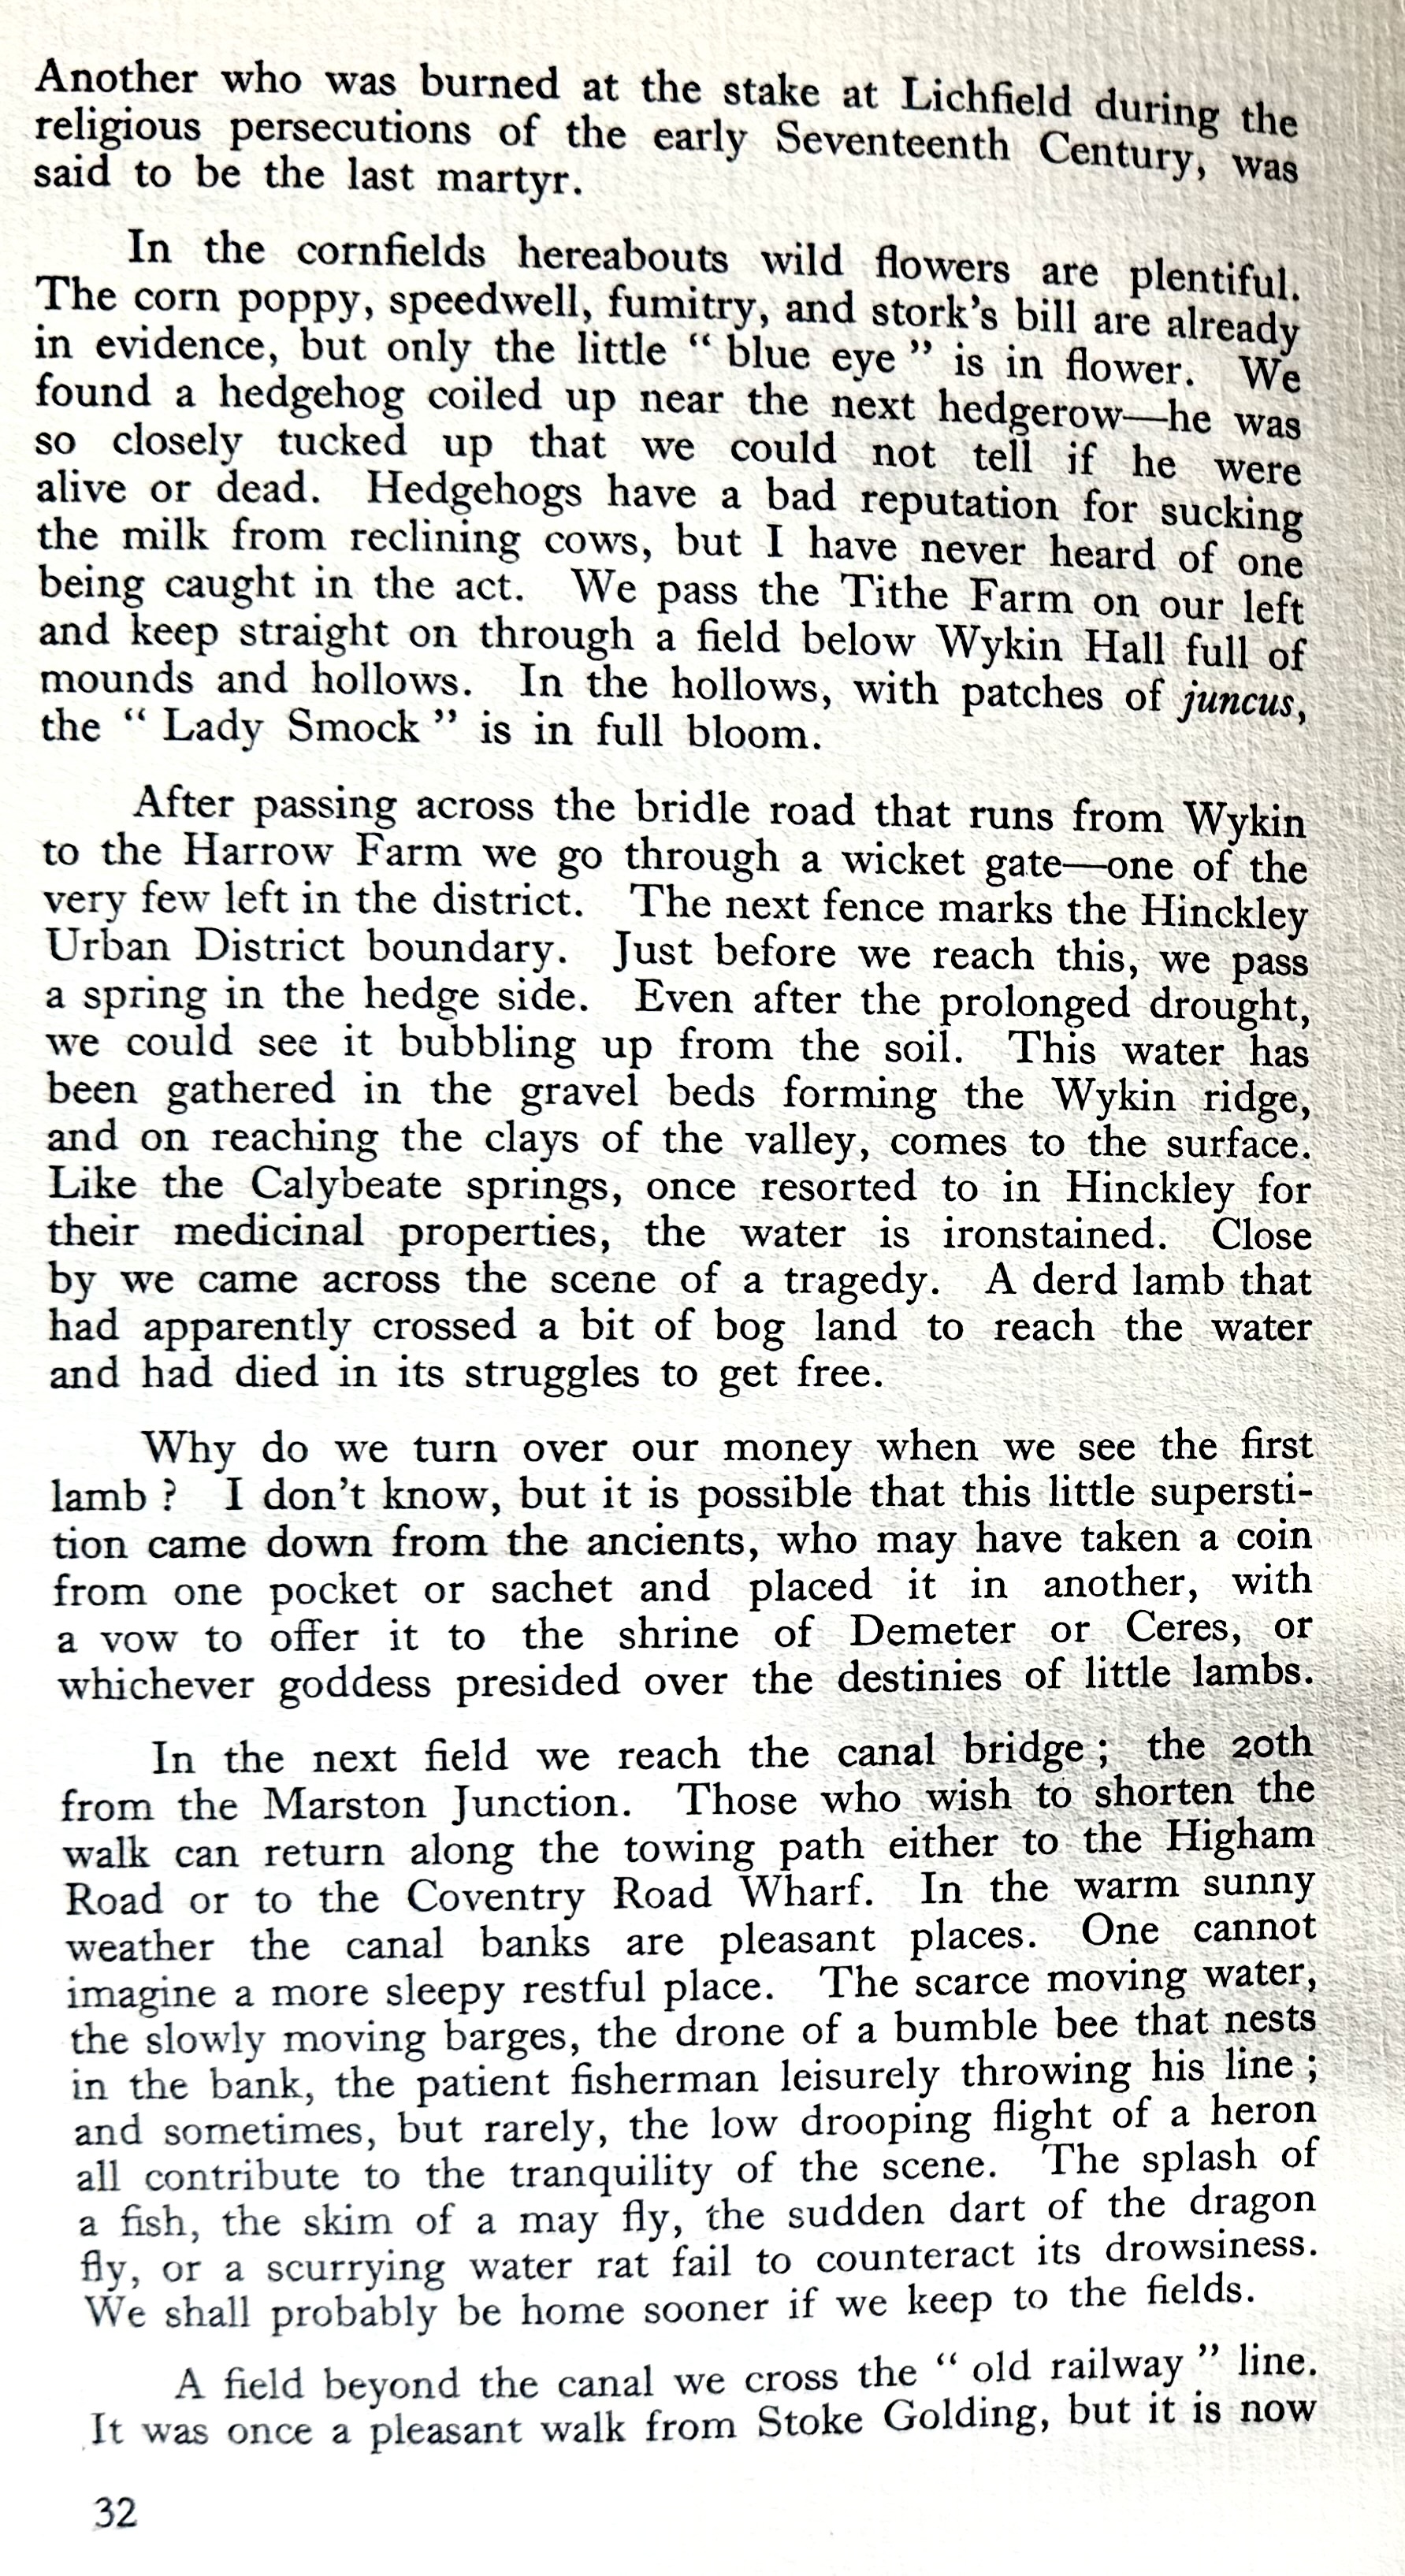 Another who was burned at the stake at Lichfield during the
religious persecutions of the early Seventeenth Century, was
said to be the last martyr.
In the cornfields hereabouts wild flowers are plentiful.
The corn poppy, speedwell, fumitry, and stork's bill are already
in evidence, but only the little “ blue eye ” is in flower. We
found a hedgehog coiled up near the next hedgerow—he was
so closely tucked up that we could not tell if he were
alive or dead. Hedgehogs have a bad reputation for sucking
the milk from reclining cows, but I have never heard of one
being caught in the act. We pass the Tithe Farm on our left
and keep straight on through a field below Wykin Hall full of
mounds and hollows. In the hollows, with patches of juncus,
the “ Lady Smock ” is in full bloom.
After passing across the bridle road that runs from Wykin
to the Harrow Farm we go through a wicket gate—one of the
very few left in the district. The next fence marks the Hinckley
Urban District boundary. Just before we reach this, we pass
a spring in the hedge side. Even after the prolonged drought,
we could see it bubbling up from the soil. This water has
been gathered in the gravel beds forming the Wykin ridge,
and on reaching the clays of the valley, comes to the surface.
Like the Calybeate springs, once resorted to in Hinckley for
their medicinal properties, the water is ironstained. Close
by we came across the scene of a tragedy. A derd lamb that
had apparently crossed a bit of bog land to reach the water
and had died in its struggles to get free.
Why do we turn over our money when we see the first
lamb ? I don't know, but it is possible that this little supersti-
tion came down from the ancients, who may have taken a coin
from one pocket or sachet and placed it in another, with
a vow to offer it to the shrine of Demeter or Ceres, or
whichever goddess presided over the destinies of little lambs.
In the next field we reach the canal bridge ; the 20th
from the Marston Junction. Those who wish to shorten the
walk can return along the towing path either to the Higham
Road or to the Coventry Road Wharf. In the warm sunny
weather the canal banks are pleasant places. One cannot
imagine a more sleepy restful place. The scarce moving water,
the slowly moving barges, the drone of a bumble bee that nests
in the bank, the patient fisherman leisurely throwing his line ;
and sometimes, but rarely, the low drooping flight of a heron
all contribute to the tranquility of the scene. The splash of
a fish, the skim of a may fly, the sudden dart of the dragon
fly, or a scurrying water rat fail to counteract its drowsiness.
We shall probably be home sooner if we keep to the fields.
A field beyond the canal we cross the “ old railway ” line.
It was once a pleasant walk from Stoke Golding, but it is now
32